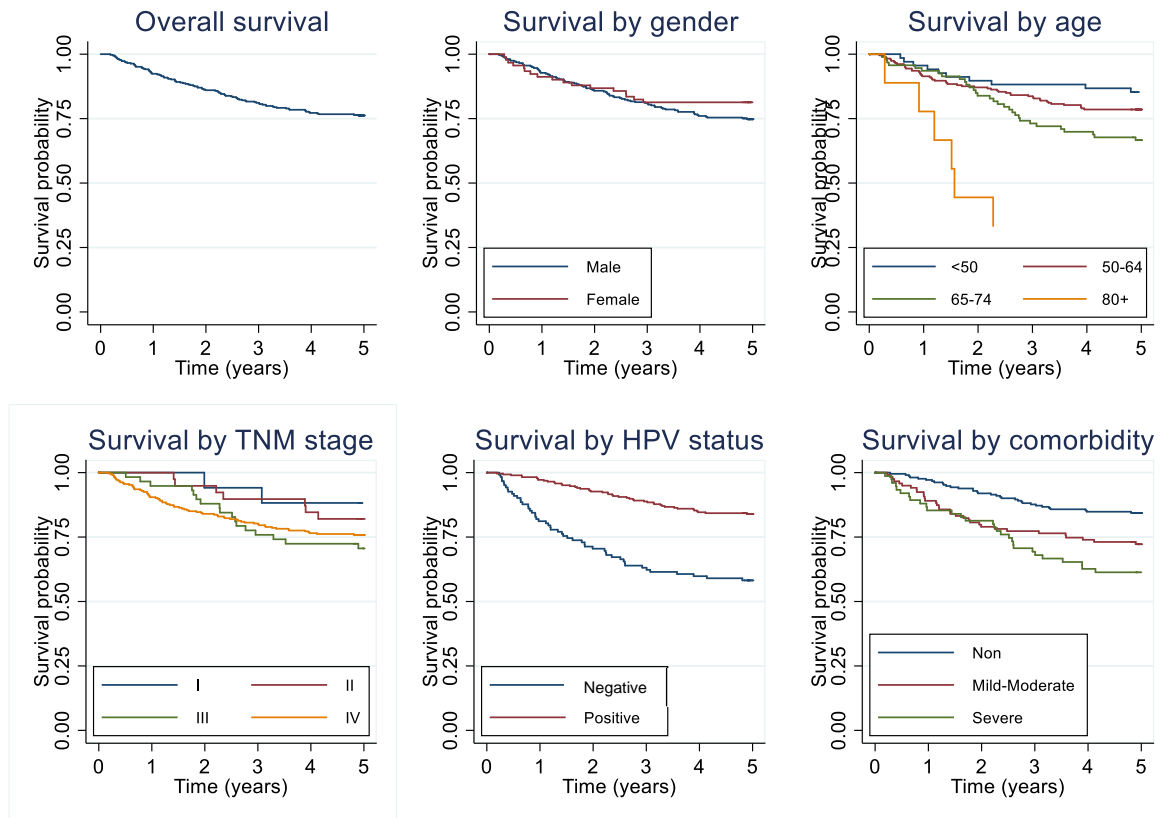 Overall survival
Survival probability
1.00
0.75
0.50
0.25
0.00
0 1 2 3 4 5
Time (years)
Survival by gender
Survival probability
1.00
0.75
0.50
0.25
0.00
Male
Female
0 1 2 3 4 5
Time (years)
Survival by age
Survival probability
1.00
0.75
0.50
0.25
0.00
<50 50-64
65-74 80+
0 1 2 3 4 5
Time (years)
Survival by TNM stage
Survival probability
1.00
0.75
0.50
0.25
0.00
I II
III IV
0 1 2 3 4 5
Time (years)
Survival by HPV status
Survival probability
1.00
0.75
0.50
0.25
0.00
Negative
Positive
0 1 2 3 4 5
Time (years)
Survival by comorbidity
Survival probability
1.00
0.75
0.50
0.25
0.00
Non
Mild-Moderate
Severe
0 1 2 3 4 5
Time (years)